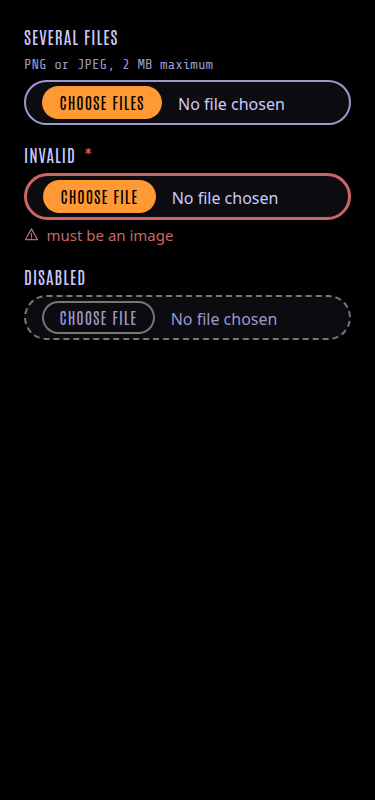 SEVERAL FILES
PNG or JPEG, 2 MB maximum
CHOOSE FILES No file chosen
INVALID *
CHOOSE FILE No file chosen
⚠ must be an image
DISABLED
CHOOSE FILE No file chosen